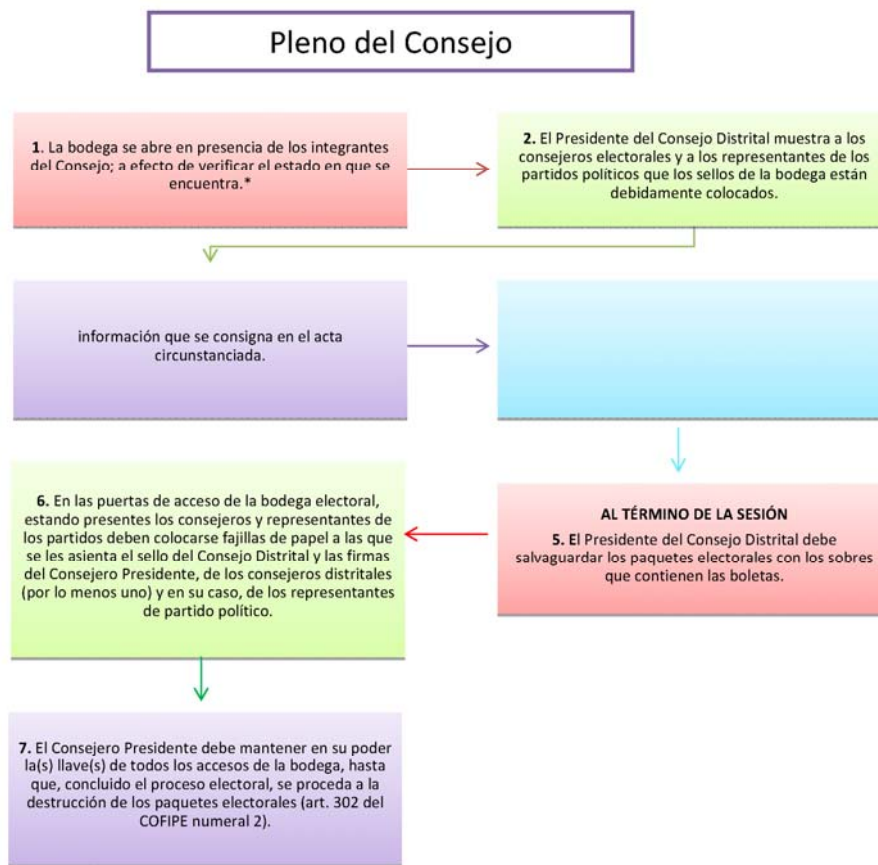 Pleno del Consejo
1. La bodega se abre en presencia de los integrantes
del Consejo; a efecto de verificar el estado en que se
encuentra.*
2. El Presidente del Consejo Distrital muestra a los
consejeros electorales y a los representantes de los
partidos políticos que los sellos de la bodega están
debidamente colocados.
información que se consigna en el acta
circunstanciada.
AL TÉRMINO DE LA SESIÓN
5. El Presidente del Consejo Distrital debe
salvaguardar los paquetes electorales con los sobres
que contienen las boletas.
6. En las puertas de acceso de la bodega electoral,
estando presentes los consejeros y representantes de
los partidos deben colocarse fajillas de papel a las que
se les asienta el sello del Consejo Distrital y las firmas
del Consejero Presidente, de los consejeros distritales
(por lo menos uno) y en su caso, de los representantes
de partido político.
7. El Consejero Presidente debe mantener en su poder
la(s) llave(s) de todos los accesos de la bodega, hasta
que, concluido el proceso electoral, se proceda a la
destrucción de los paquetes electorales (art. 302 del
COFIPE numeral 2).